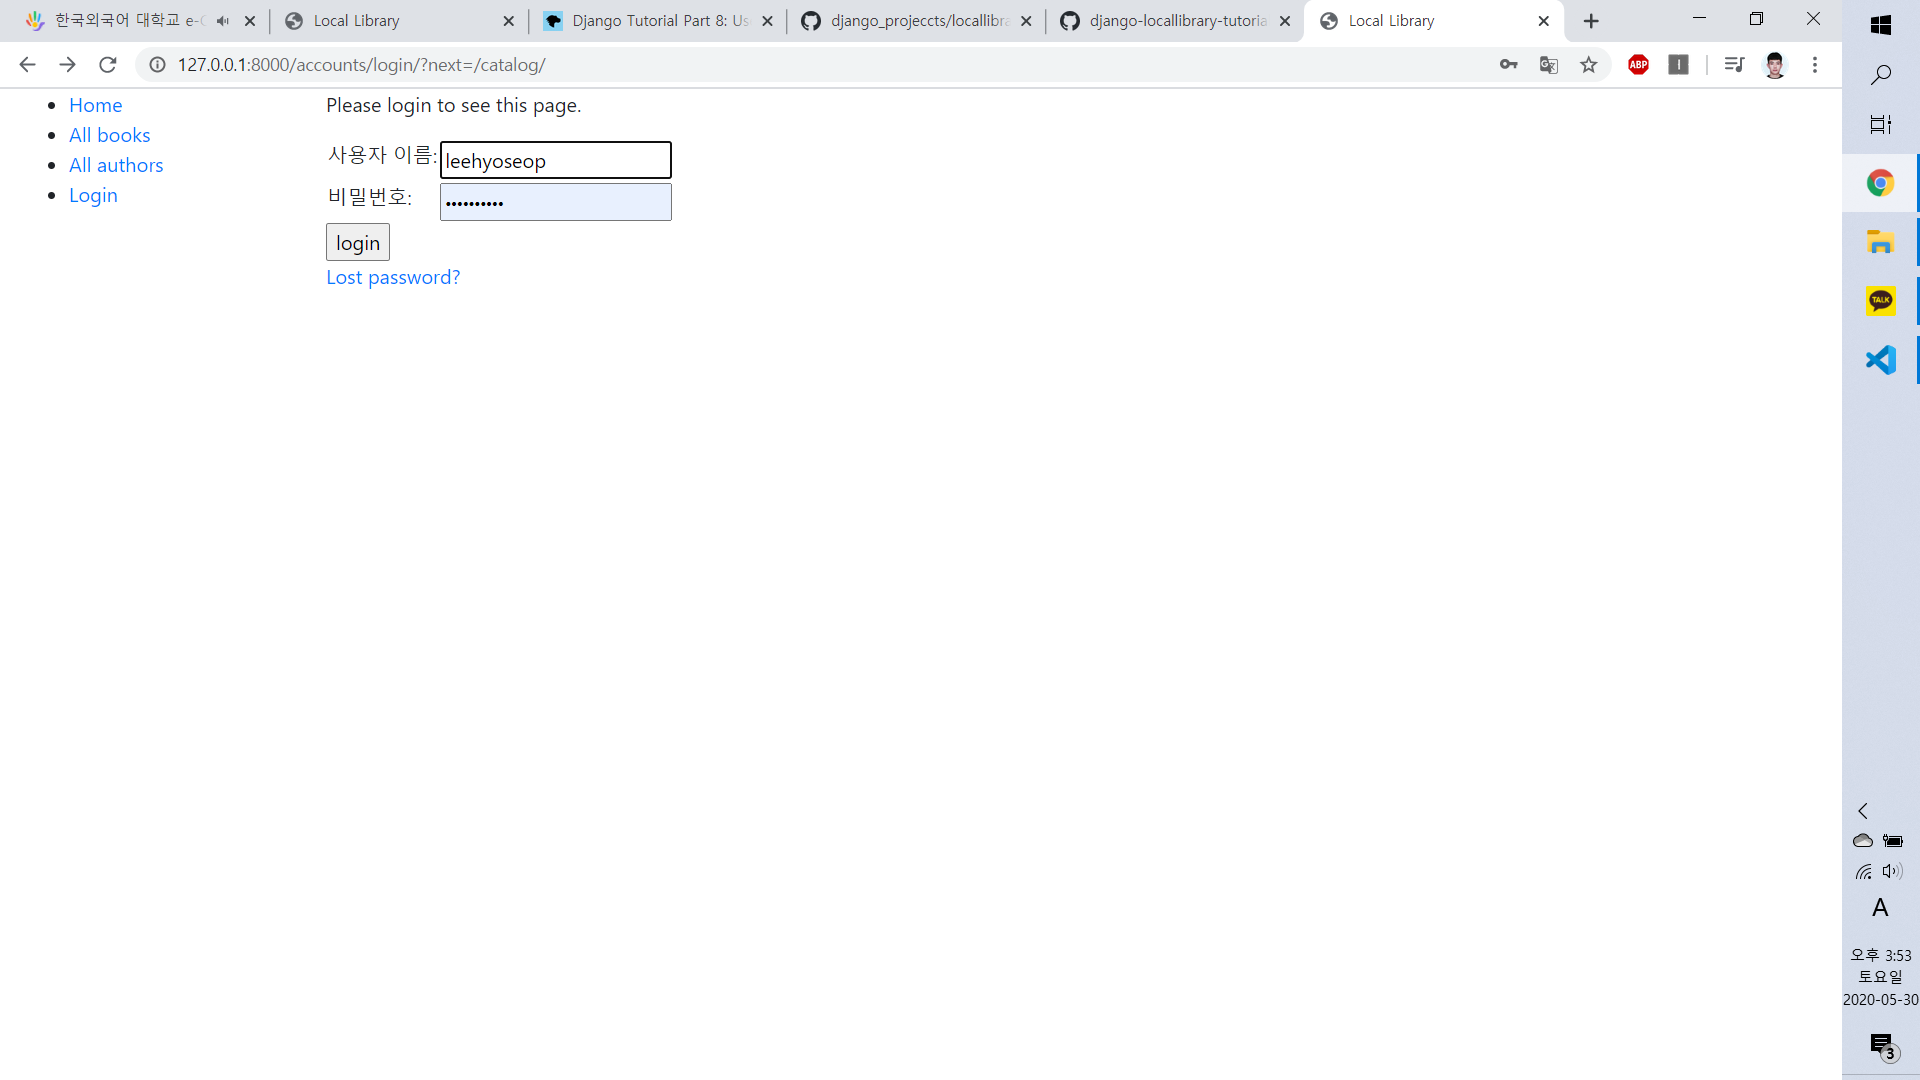 한국외국어 대학교 e-C
Local Library
Django Tutorial Part 8: Us
django_projeccts/locallibra
django-locallibrary-tutoria
Local Library
127.0.0.1:8000/accounts/login/?next=/catalog/
ABP
I
Home
All books
All authors
Login
Please login to see this page.
사용자 이름: leehyoseop
비밀번호: ••••••••••
login
Lost password?
TALK
A
오후 3:53
토요일
2020-05-30
3